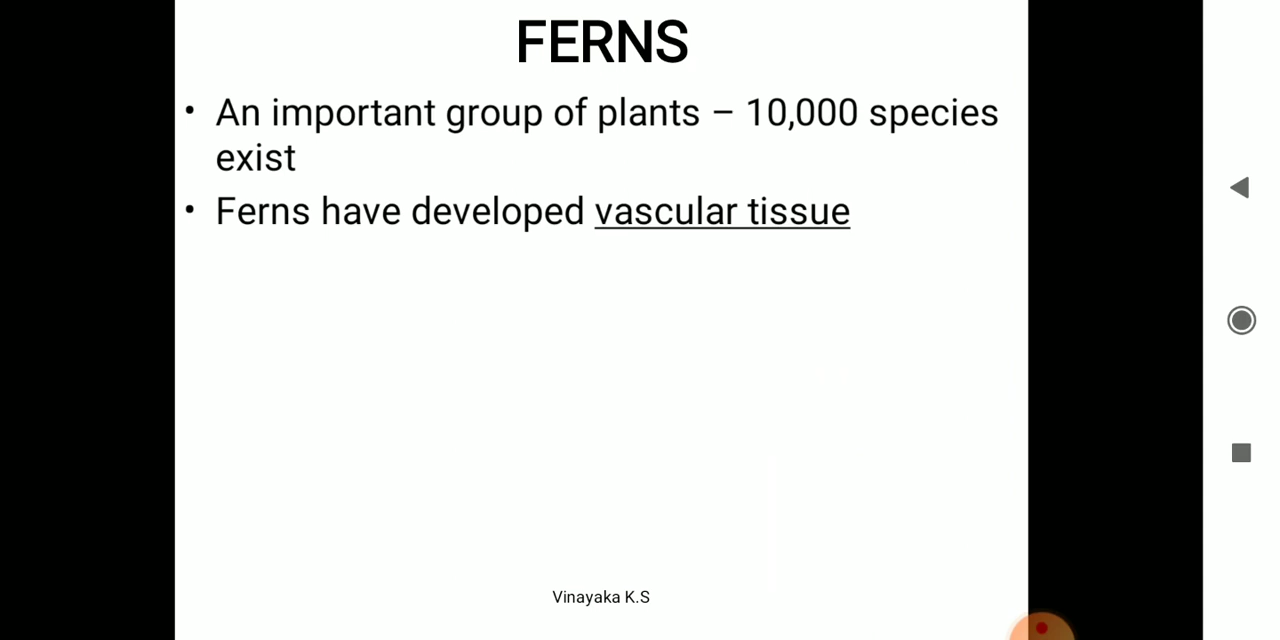 FERNS
• An important group of plants – 10,000 species
exist
• Ferns have developed vascular tissue
Vinayaka K.S